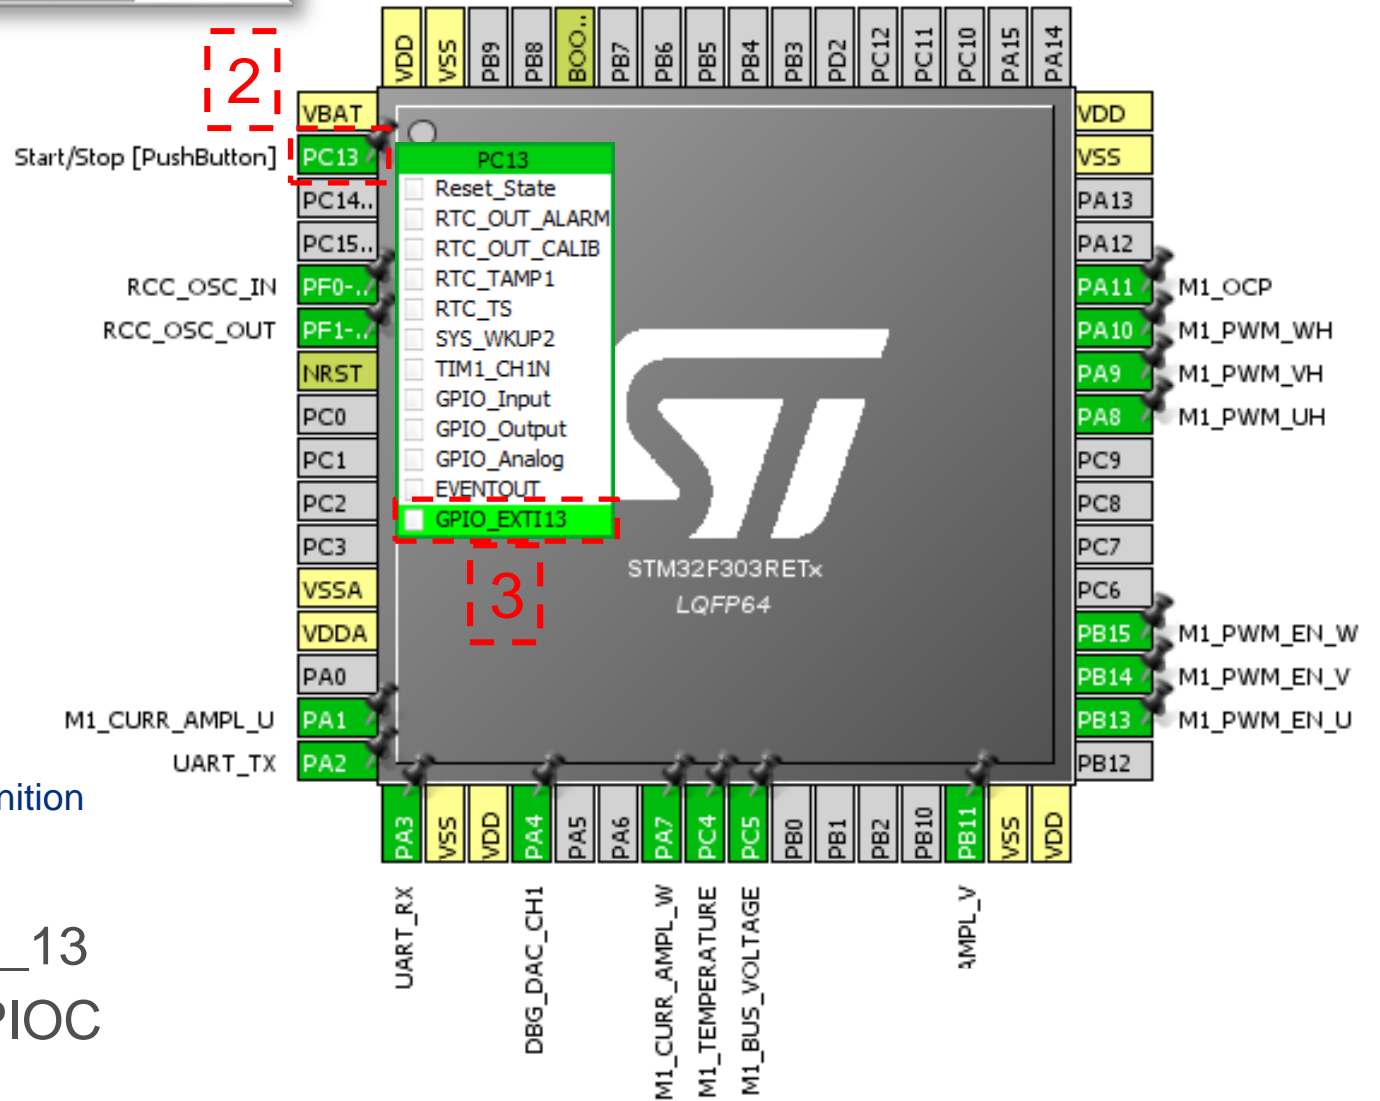 2
VDD
VSS
PB9
PB8
BOO..
PB7
PB6
PB5
PB4
PB3
PD2
PC12
PC11
PC10
PA15
PA14
VBAT
Start/Stop [PushButton] PC13
PC14..
PC15..
RCC_OSC_IN PF0-..
RCC_OSC_OUT PF1-..
NRST
PC0
PC1
PC2
PC3
VSSA
VDDA
PA0
M1_CURR_AMPL_U PA1
UART_TX PA2
PC13
Reset_State
RTC_OUT_ALARM
RTC_OUT_CALIB
RTC_TAMP1
RTC_TS
SYS_WKUP2
TIM1_CH1N
GPIO_Input
GPIO_Output
GPIO_Analog
EVENTOUT
GPIO_EXTI13
3
STM32F303RETx
LQFP64
VDD
VSS
PA13
PA12
PA11 M1_OCP
PA10 M1_PWM_WH
PA9 M1_PWM_VH
PA8 M1_PWM_UH
PC9
PC8
PC7
PC6
PB15 M1_PWM_EN_W
PB14 M1_PWM_EN_V
PB13 M1_PWM_EN_U
PB12
PA3
VSS
VDD
PA4
PA5
PA6
PA7
PC4
PC5
PB0
PB1
PB2
PB10
PB11
VSS
VDD
UART_RX
DBG_DAC_CH1
M1_CURR_AMPL_W
M1_TEMPERATURE
M1_BUS_VOLTAGE
AMPL_V
nition
_13
PIOC